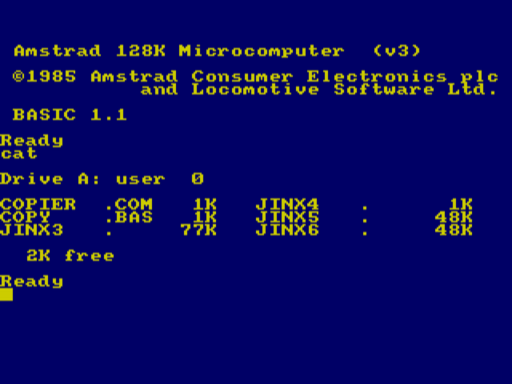 Amstrad 128K Microcomputer  (v3)
©1985 Amstrad Consumer Electronics plc
and Locomotive Software Ltd.
BASIC 1.1
Ready
cat
Drive A: user  0
COPIER  .COM   1K   JINX4   .      1K
COPY    .BAS   1K   JINX5   .     48K
JINX3   .     77K   JINX6   .     48K
2K free
Ready